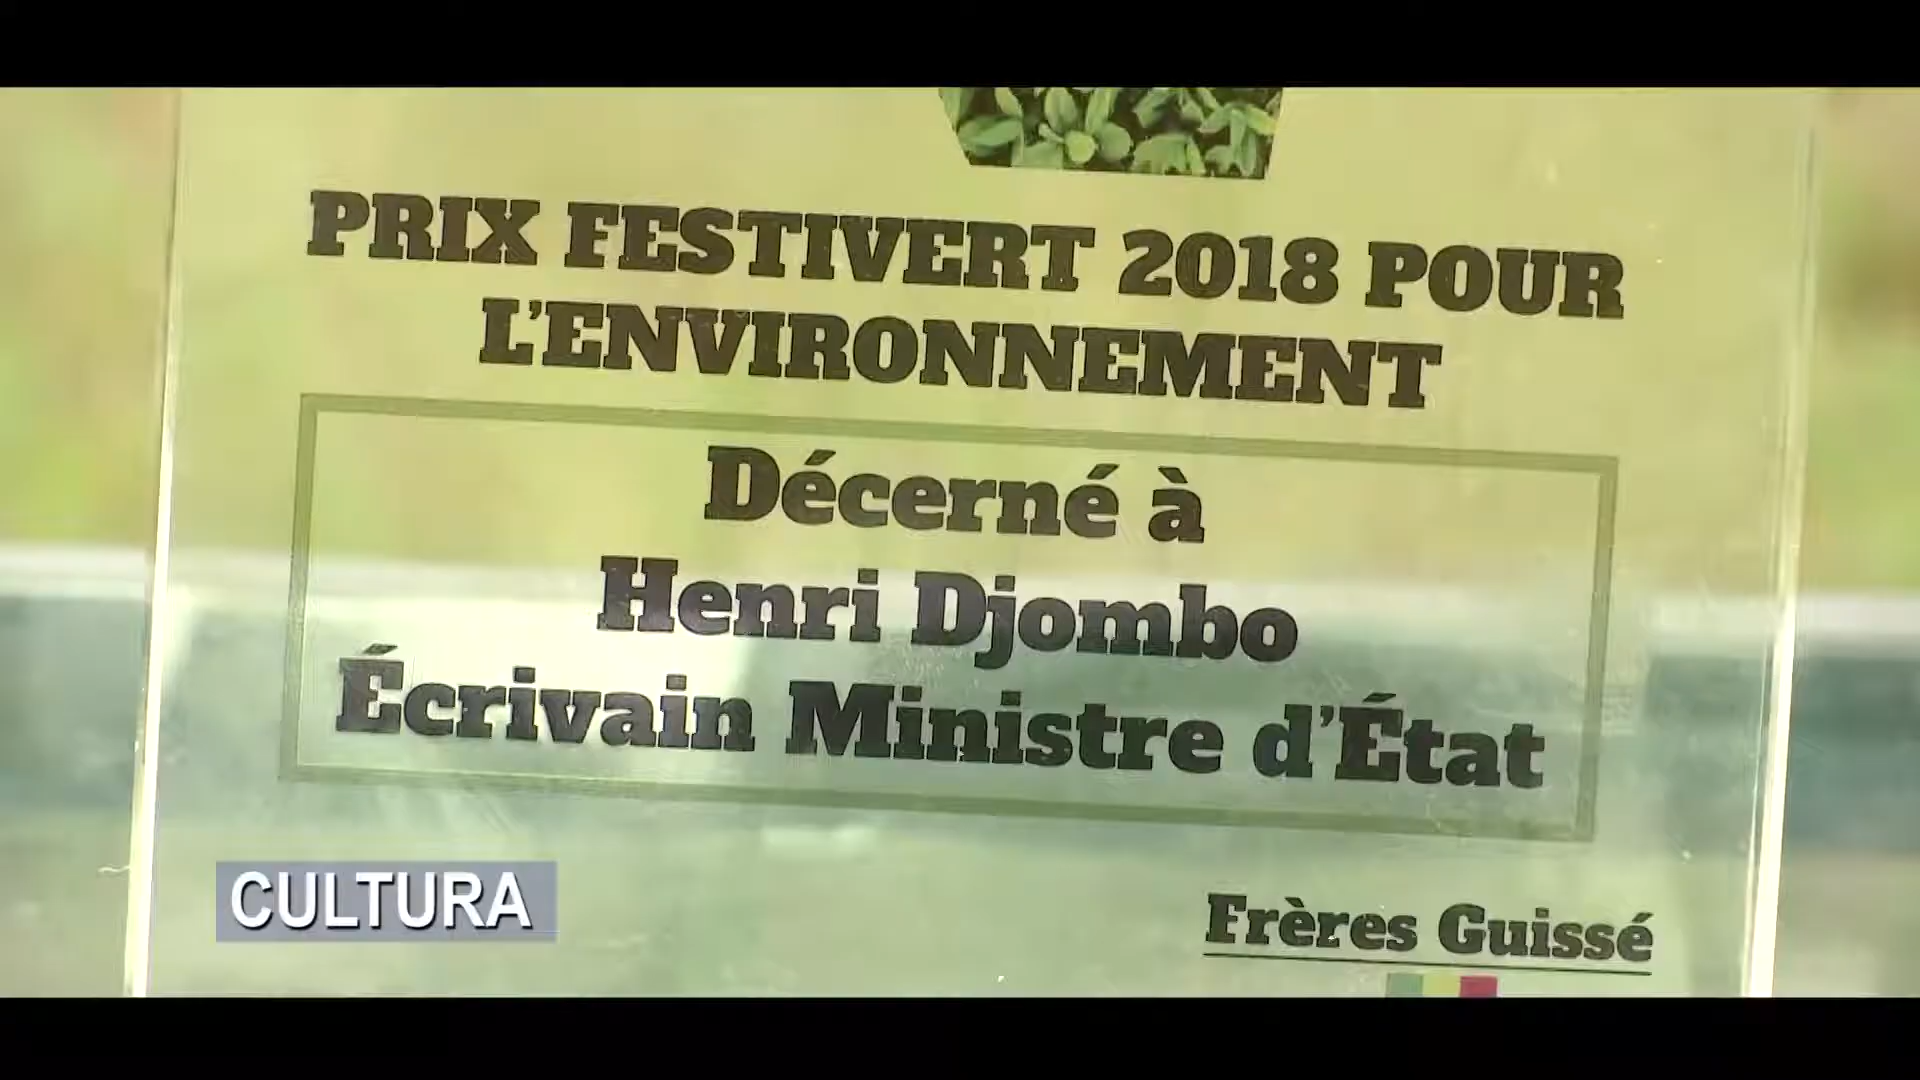 PRIX FESTIVERT 2018 POUR
L'ENVIRONNEMENT
Décerné à
Henri Djombo
Écrivain Ministre d'État
CULTURA
Frères Guissé